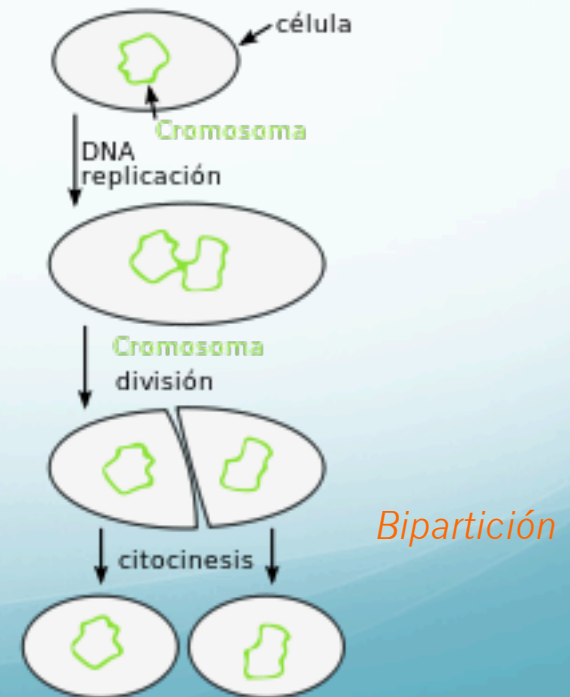 célula
Cromosoma
DNA
replicación
Cromosoma
división
Bipartición
citocinesis